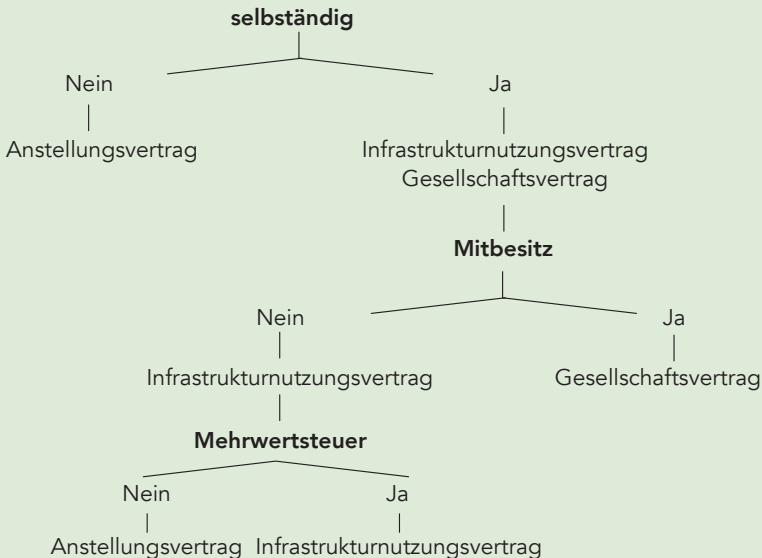 selbständig
Nein Ja
Anstellungsvertrag Infrastrukturnutzungsvertrag
Gesellschaftsvertrag
Mitbesitz
Nein Ja
Infrastrukturnutzungsvertrag Gesellschaftsvertrag
Mehrwertsteuer
Nein Ja
Anstellungsvertrag Infrastrukturnutzungsvertrag